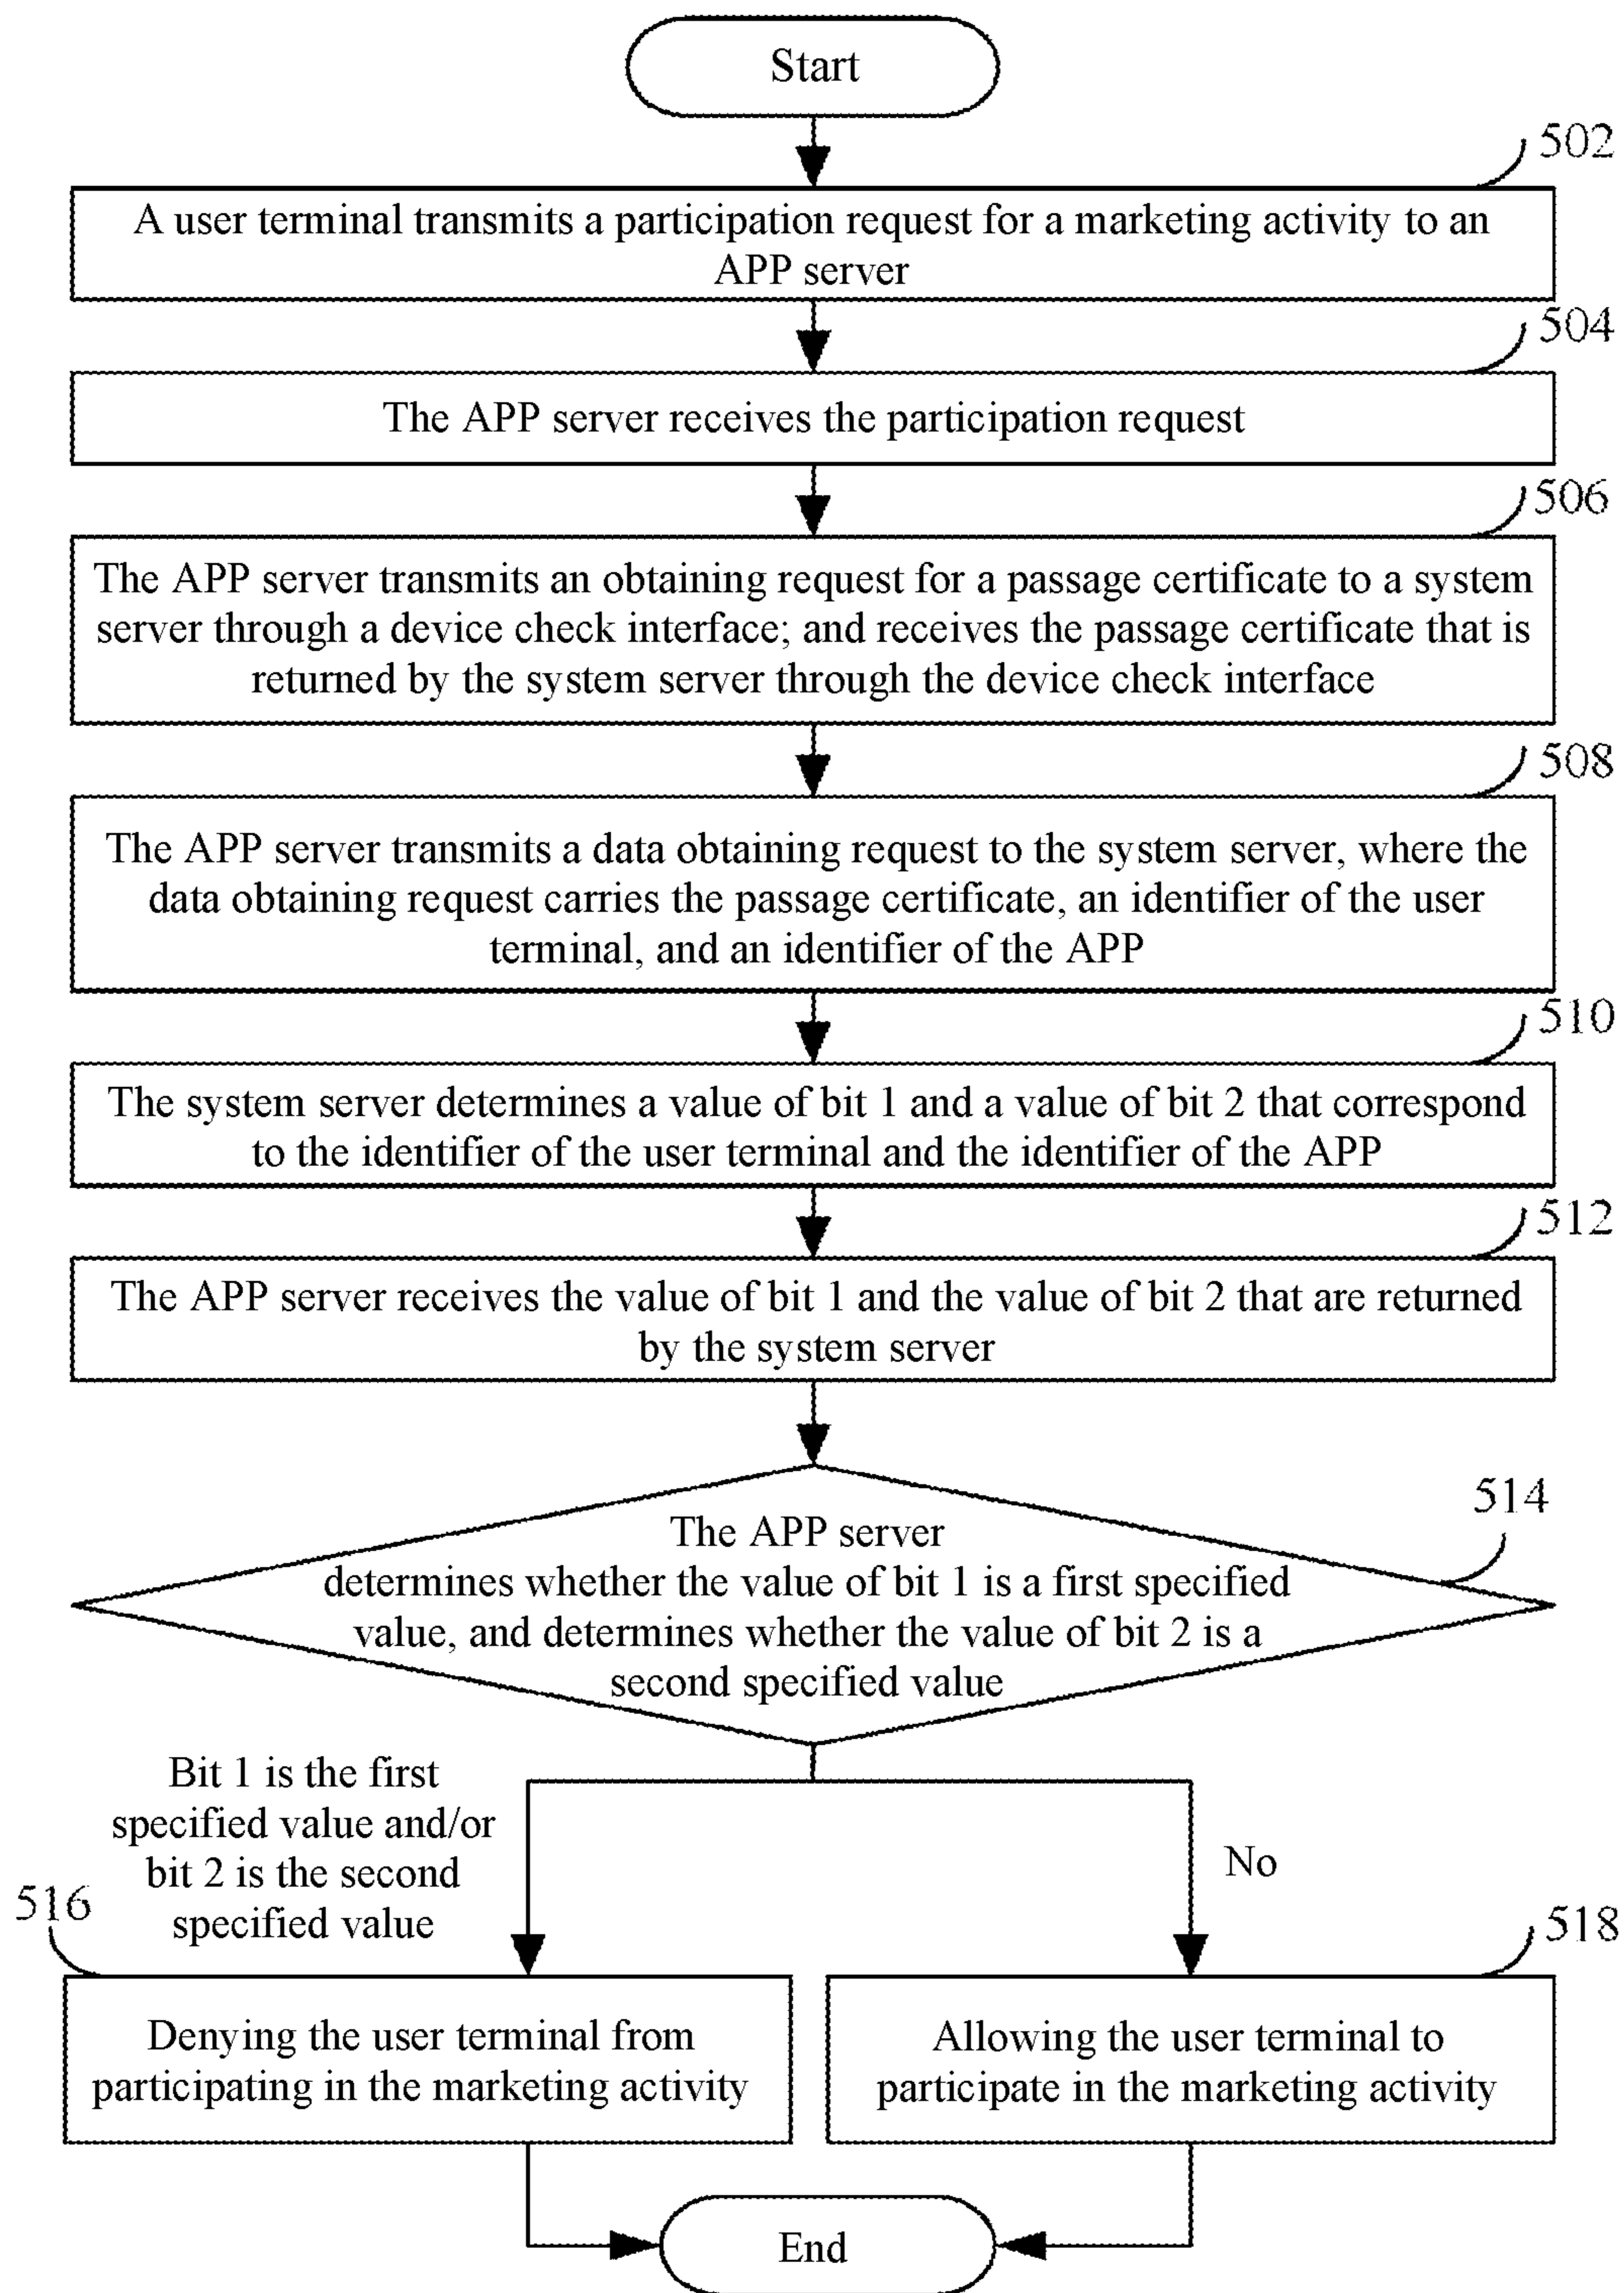 Start
502
A user terminal transmits a participation request for a marketing activity to an
APP server
504
The APP server receives the participation request
506
The APP server transmits an obtaining request for a passage certificate to a system
server through a device check interface; and receives the passage certificate that is
returned by the system server through the device check interface
508
The APP server transmits a data obtaining request to the system server, where the
data obtaining request carries the passage certificate, an identifier of the user
terminal, and an identifier of the APP
510
The system server determines a value of bit 1 and a value of bit 2 that correspond
to the identifier of the user terminal and the identifier of the APP
512
The APP server receives the value of bit 1 and the value of bit 2 that are returned
by the system server
514
The APP server
determines whether the value of bit 1 is a first specified
value, and determines whether the value of bit 2 is a
second specified value
Bit 1 is the first
specified value and/or
bit 2 is the second
specified value
No
516
518
Denying the user terminal from
participating in the marketing activity
Allowing the user terminal to
participate in the marketing activity
End